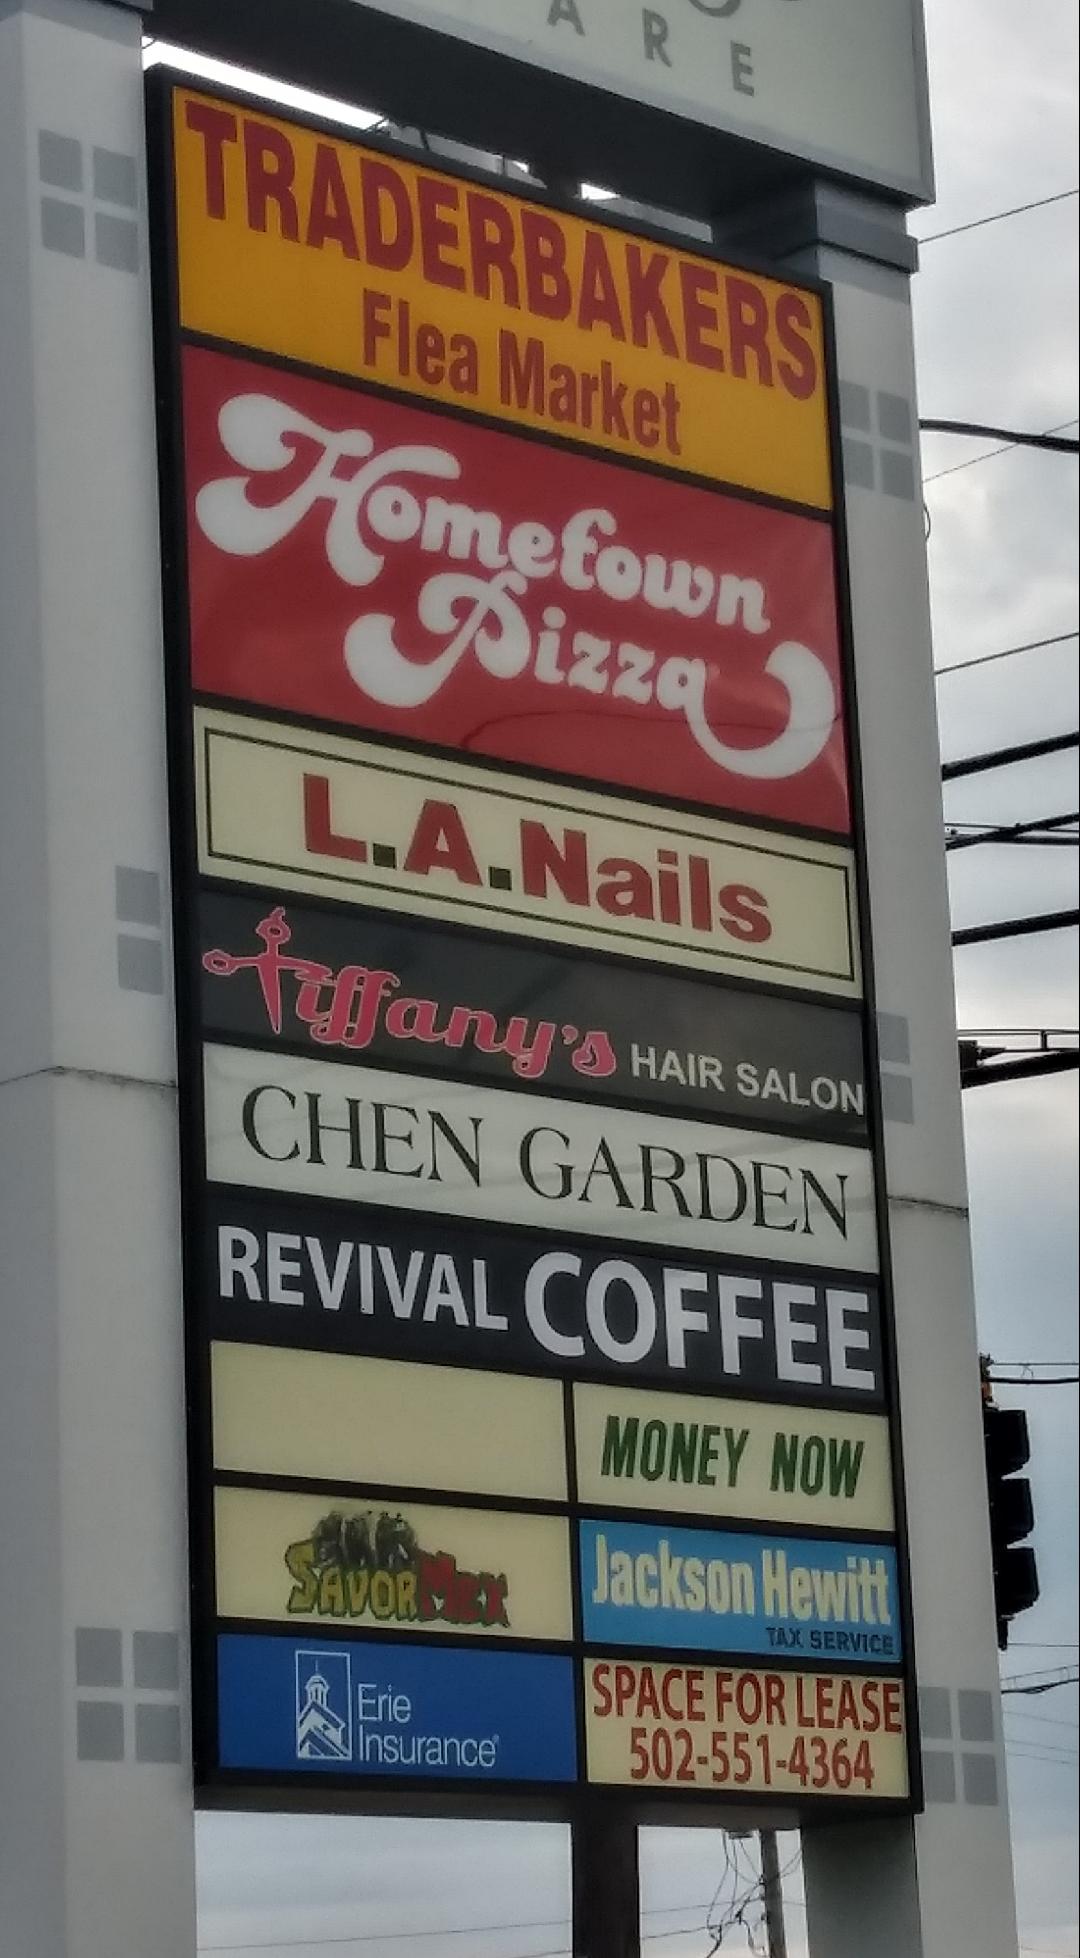 ARE
TRADERBAKERS
Flea Market
Hometown
Pizza
L.A.Nails
Tiffany's HAIR SALON
CHEN GARDEN
REVIVAL COFFEE
MONEY NOW
SAVORMEX
Jackson Hewitt
TAX SERVICE
Erie
Insurance®
SPACE FOR LEASE
502-551-4364